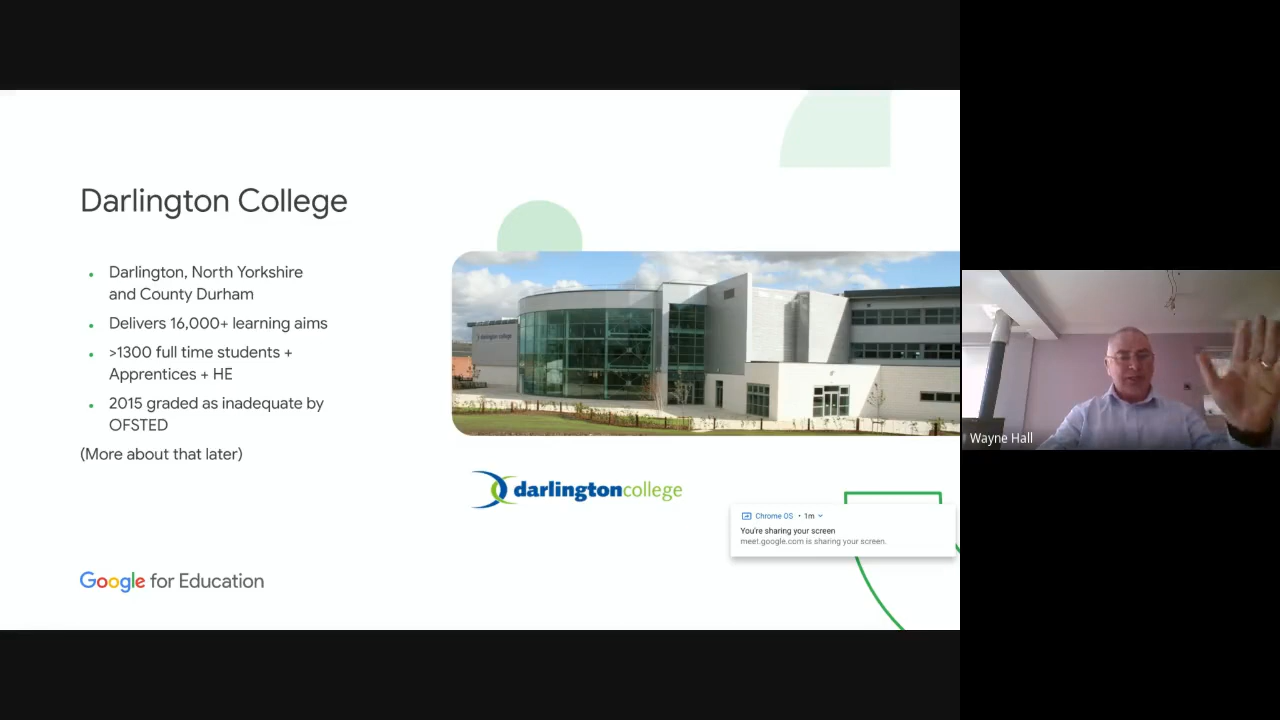 Darlington College
Darlington, North Yorkshire
and County Durham
Delivers 16,000+ learning aims
>1300 full time students +
Apprentices + HE
2015 graded as inadequate by
OFSTED
(More about that later)
darlington college
darlingtoncollege
Chrome OS • 1m
You're sharing your screen
meet.google.com is sharing your screen.
Google for Education
Wayne Hall